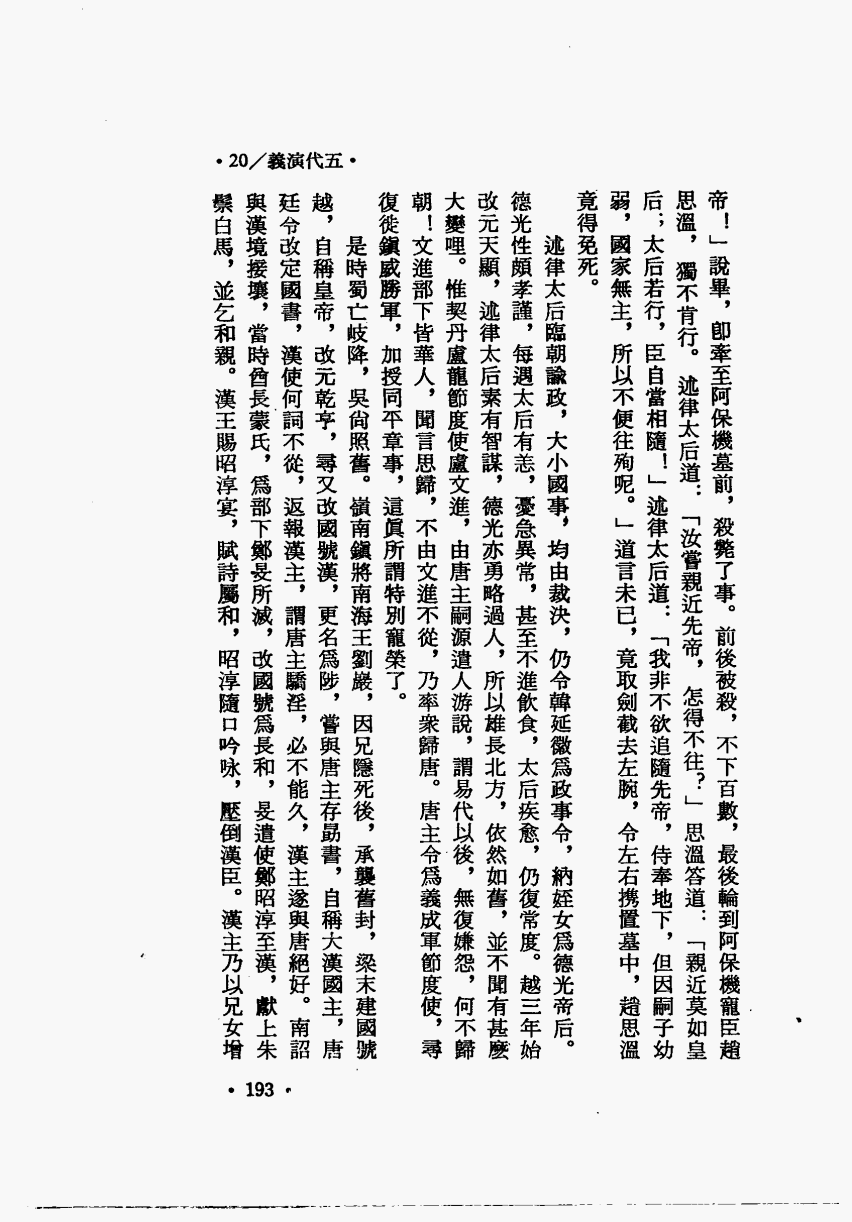 •20/義演代五•
帝！」說畢，卽牽至阿保機墓前，殺斃了事。前後被殺，不下百數，最後輪到阿保機寵臣趙
思溫，獨不肯行。述律太后道：「汝嘗親近先帝，怎得不往？」思溫答道：「親近莫如皇
后；太后若行，臣自當相隨！」述律太后道：「我非不欲追隨先帝，侍奉地下，但因嗣子幼
弱，國家無主，所以不便往殉呢。」道言未已，竟取劍截去左腕，令左右携置墓中，趙思溫
竟得免死。
述律太后臨朝讑政，大小國事，均由裁決，仍令韓延徽爲政事令，納姪女爲德光帝后。
德光性頗孝謹，每遇太后有恙，憂急異常，甚至不進飲食，太后疾愈，仍復常度。越三年始
改元天顯，述律太后素有智謀，德光亦勇略過人，所以雄長北方，依然如舊，並不聞有甚麼
大變哩。惟契丹盧龍節度使盧文進，由唐主嗣源遣人游說，謂易代以後，無復嫌怨，何不歸
朝！文進部下皆華人，聞言思歸，不由文進不從，乃率衆歸唐。唐主令爲義成軍節度使，尋
復徙鎭威勝軍，加授同平章事，這眞所謂特別寵榮了。
是時蜀亡岐降，吳尙照舊。嶺南鎭將南海王劉巖，因兄隱死後，承襲舊封，梁末建國號
越，自稱皇帝，改元乾亨，尋又改國號漢，更名爲陟，嘗與唐主存勗書，自稱大漢國主，唐
廷令改定國書，漢使何詞不從，返報漢主，謂唐主驕淫，必不能久，漢主遂與唐絕好。南詔
與漢境接壤，當時酋長蒙氏，爲部下鄭旻所滅，改國號爲長和，旻遣使鄭昭淳至漢，獻上朱
鬃白馬，並乞和親。漢王賜昭淳宴，賦詩屬和，昭淳隨口吟咏，壓倒漢臣。漢主乃以兄女增
•193•